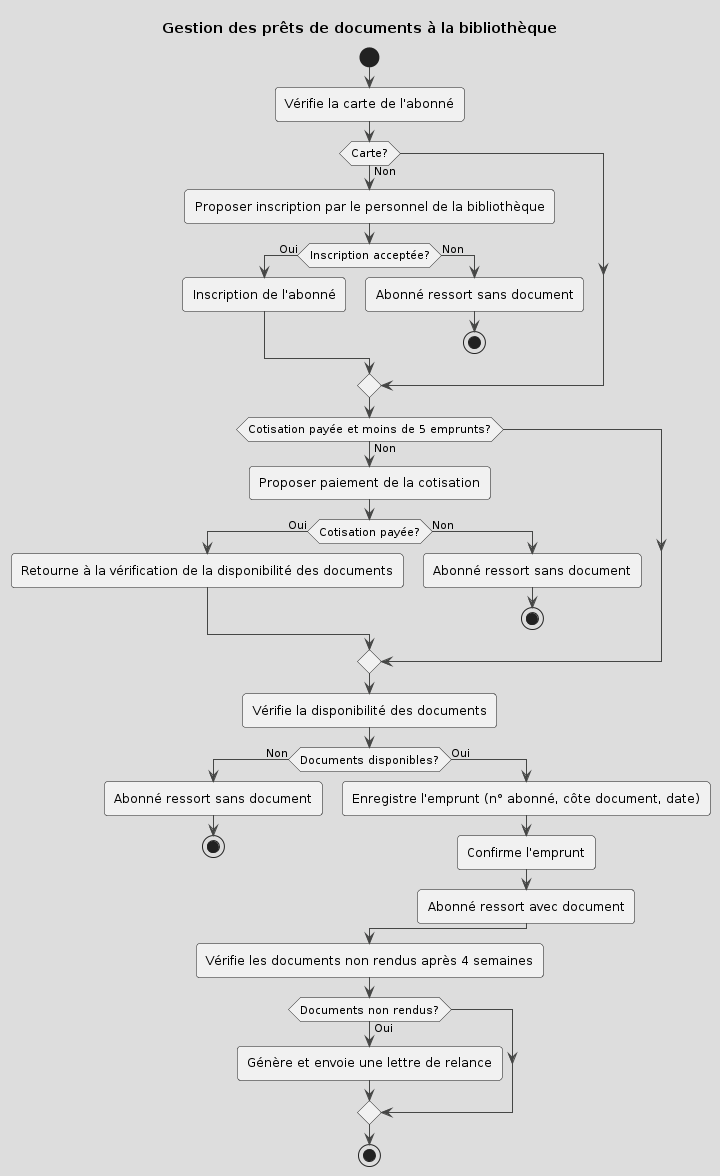 Gestion des prêts de documents à la bibliothèque
Vérifie la carte de l'abonné
Carte?
Non
Proposer inscription par le personnel de la bibliothèque
Oui
Inscription acceptée?
Non
Inscription de l'abonné
Abonné ressort sans document
Cotisation payée et moins de 5 emprunts?
Non
Proposer paiement de la cotisation
Oui
Cotisation payée?
Non
Retourne à la vérification de la disponibilité des documents
Abonné ressort sans document
Vérifie la disponibilité des documents
Non
Documents disponibles?
Oui
Abonné ressort sans document
Enregistre l'emprunt (n° abonné, côte document, date)
Confirme l'emprunt
Abonné ressort avec document
Vérifie les documents non rendus après 4 semaines
Documents non rendus?
Oui
Génère et envoie une lettre de relance